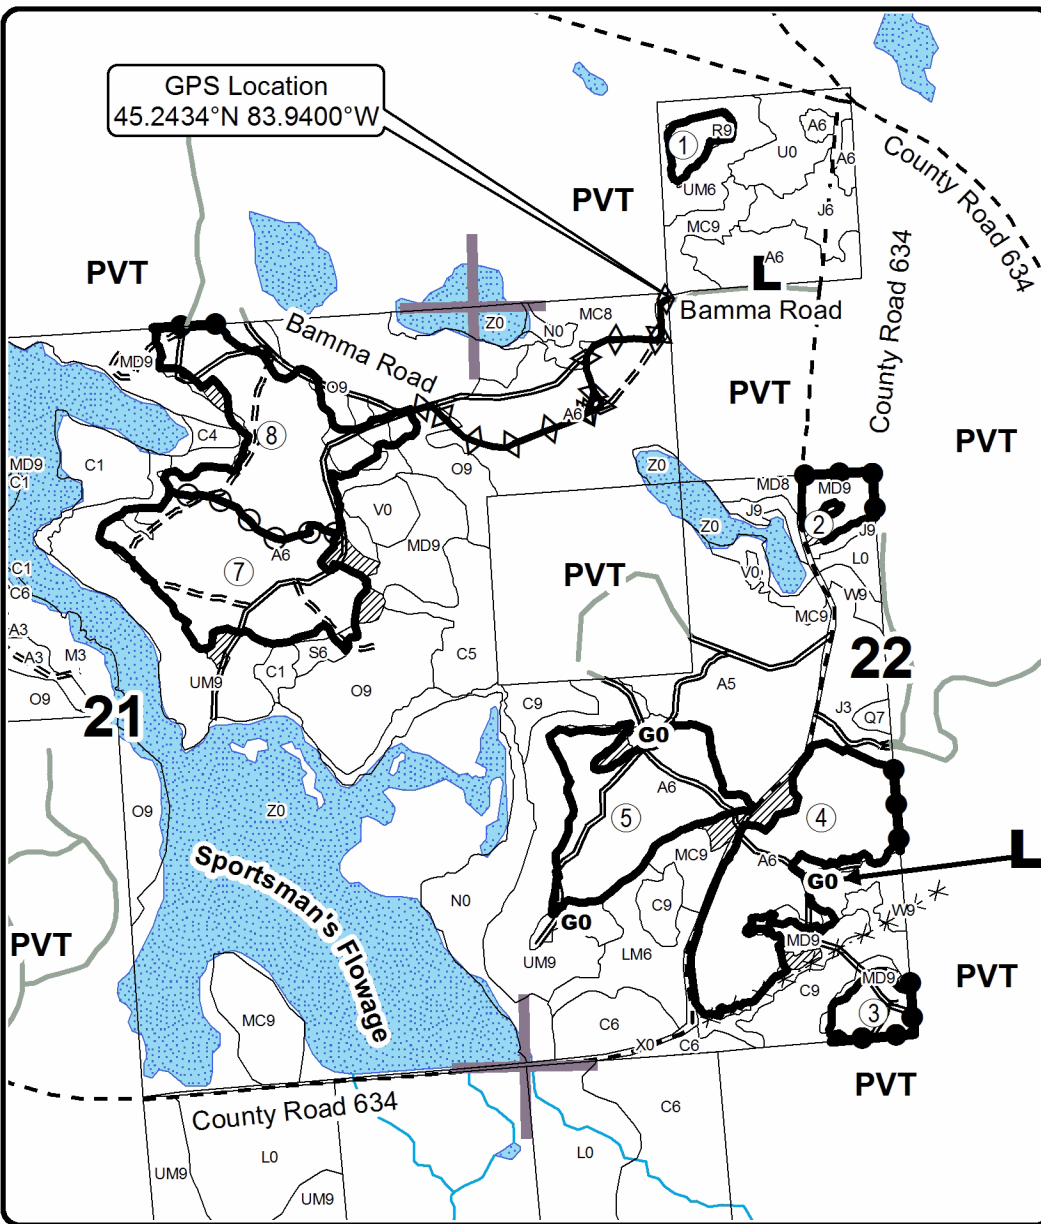 GPS Location
45.2434°N 83.9400°W
PVT
1
R9
A6
U0
A6
UM6
J6
MC9
A6
L
County Road 634
County Road 634
PVT
Bamma Road
Z0
N0
MC8
Bamma Road
MD9
O9
A6
PVT
PVT
C4
8
MD9
C1
C1
O9
Z0
MD8
MD9
J9
2
J9
V0
Z0
A6
MD9
L0
C1
C6
7
PVT
V0
W9
MC9
A3
A3
M3
S6
C5
22
UM9
C1
O9
O9
A5
C9
J3
Q7
21
G0
A6
O9
Z0
5
4
Sportsman's Flowage
MC9
A6
L
G0
N0
C9
W9
G0
PVT
MD9
UM9
LM6
MD9
PVT
C9
3
MC9
C6
X0
C6
PVT
County Road 634
C6
L0
L0
UM9
UM9